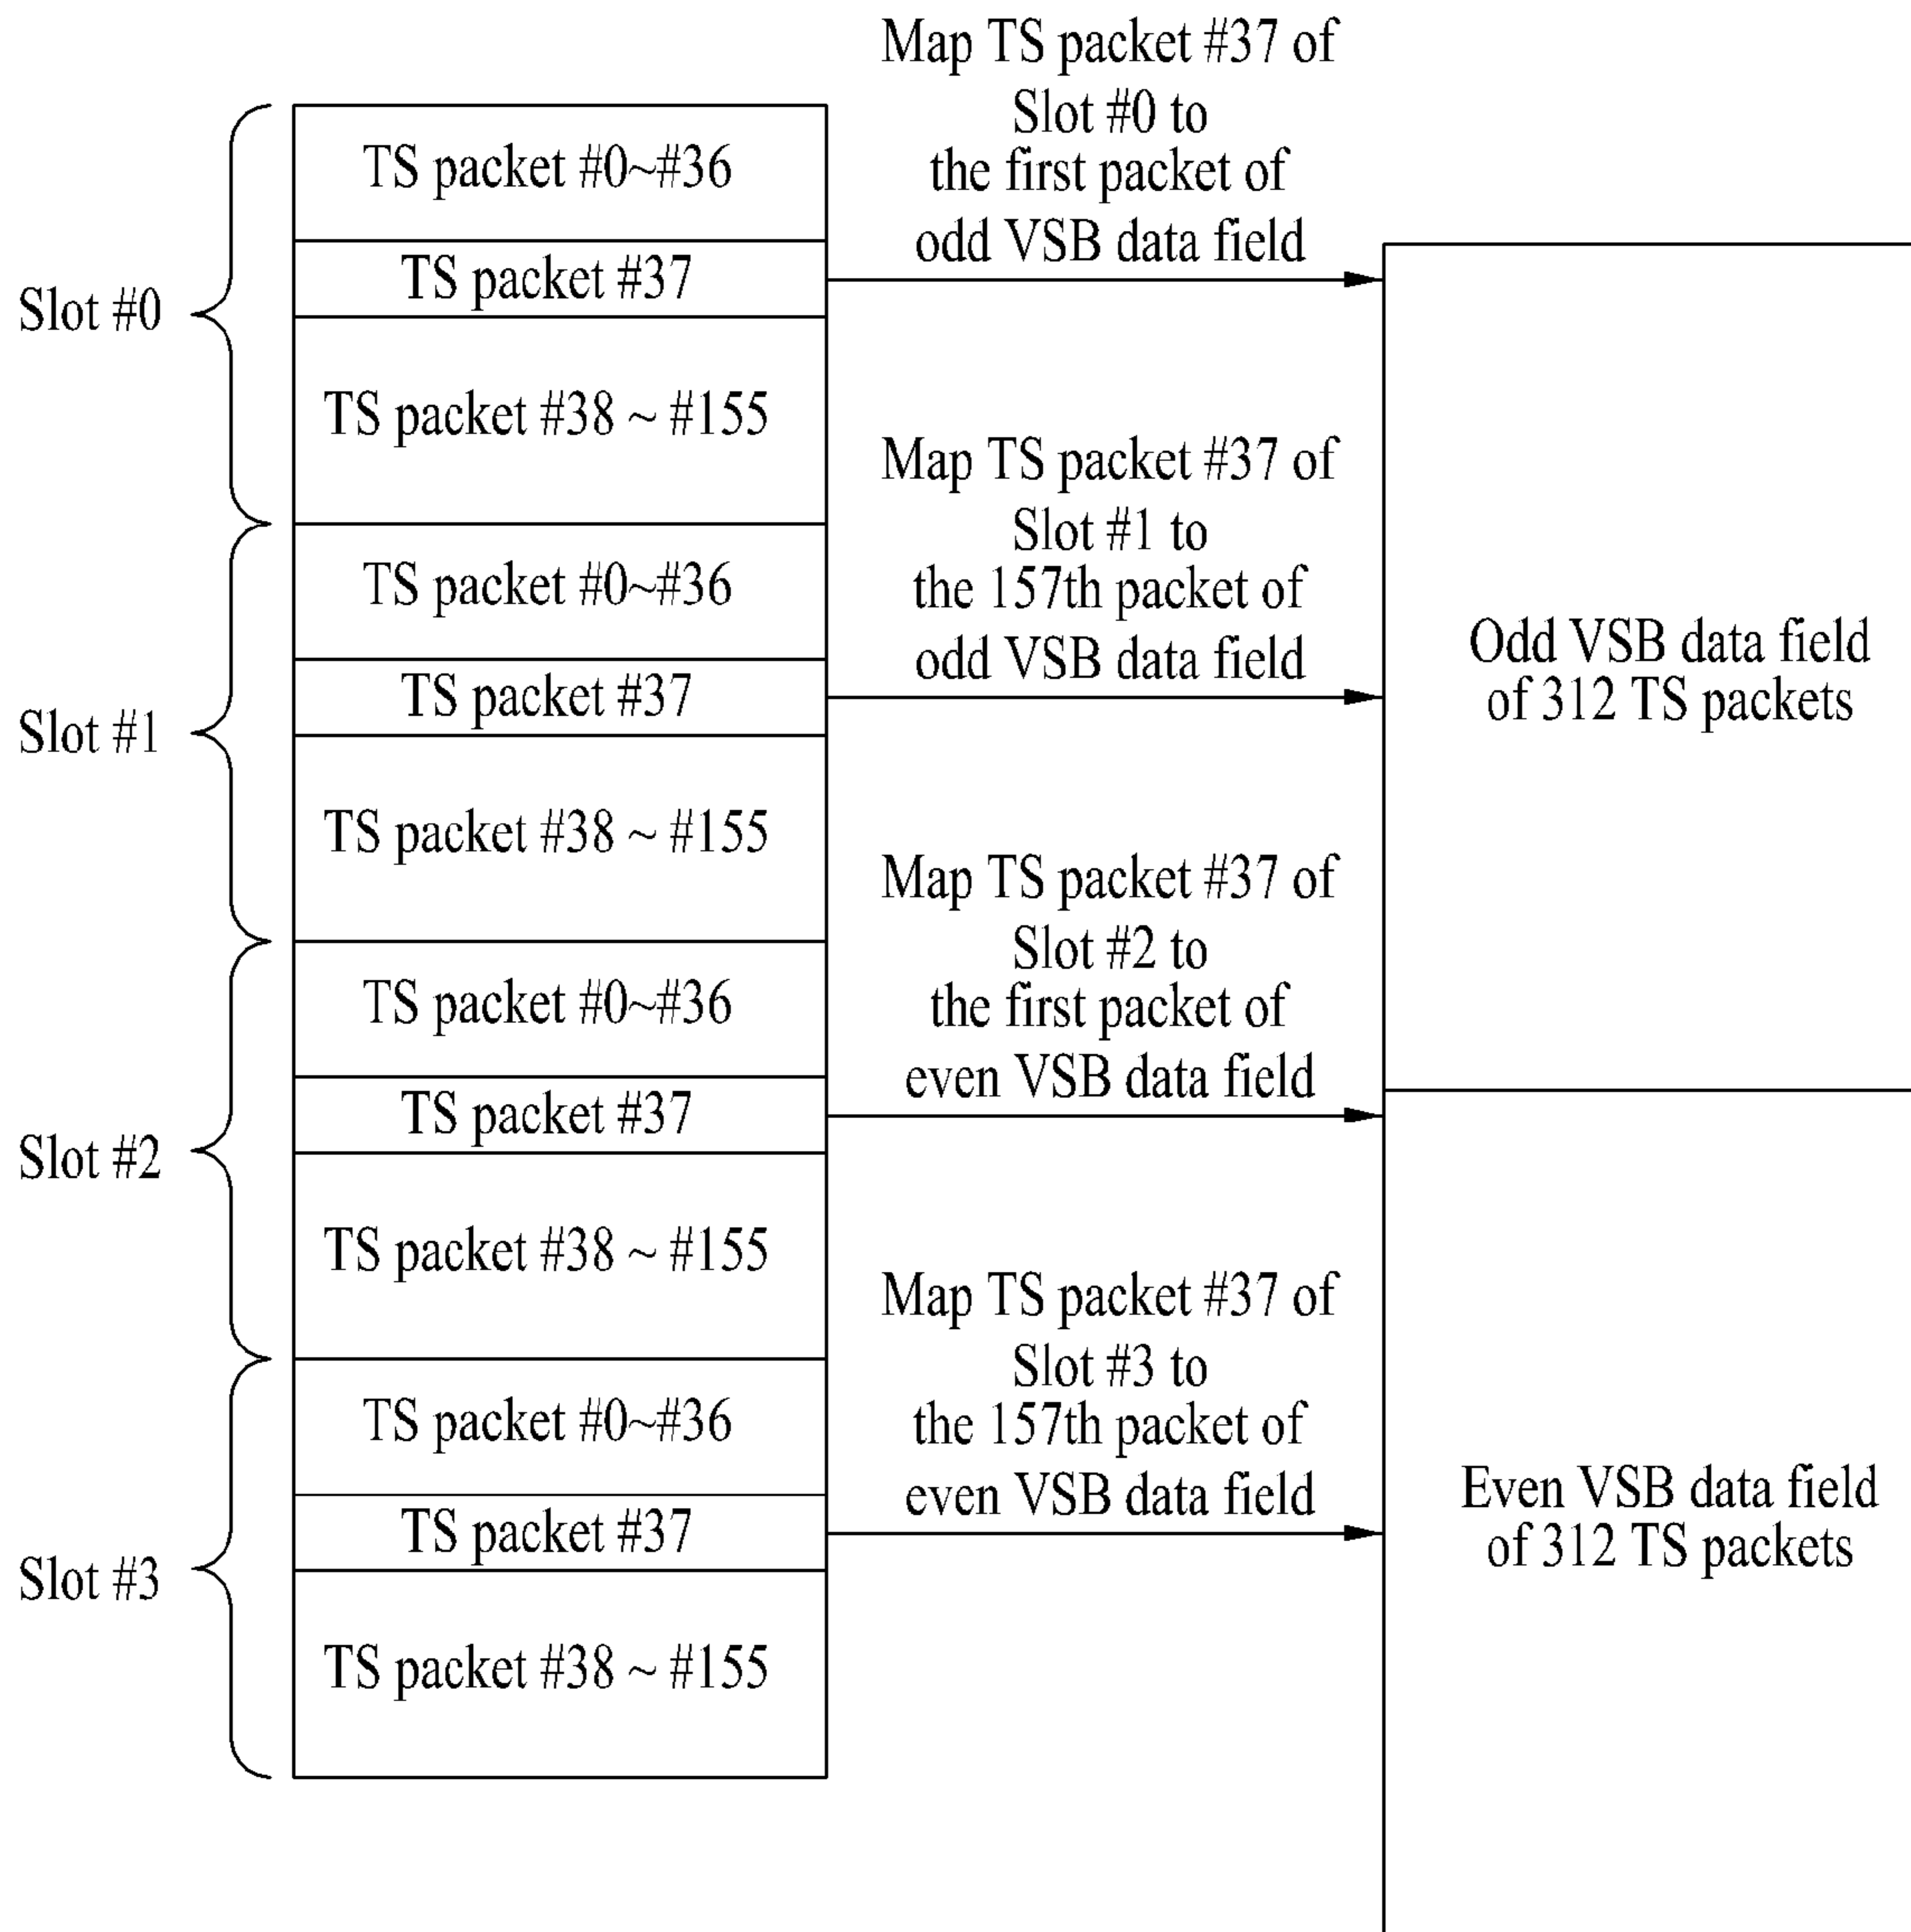 Slot #0
TS packet #0~#36
TS packet #37
TS packet #38 ~ #155
Slot #1
TS packet #0~#36
TS packet #37
TS packet #38 ~ #155
Slot #2
TS packet #0~#36
TS packet #37
TS packet #38 ~ #155
Slot #3
TS packet #0~#36
TS packet #37
TS packet #38 ~ #155
Map TS packet #37 of
Slot #0 to
the first packet of
odd VSB data field
Map TS packet #37 of
Slot #1 to
the 157th packet of
odd VSB data field
Map TS packet #37 of
Slot #2 to
the first packet of
even VSB data field
Map TS packet #37 of
Slot #3 to
the 157th packet of
even VSB data field
Odd VSB data field
of 312 TS packets
Even VSB data field
of 312 TS packets